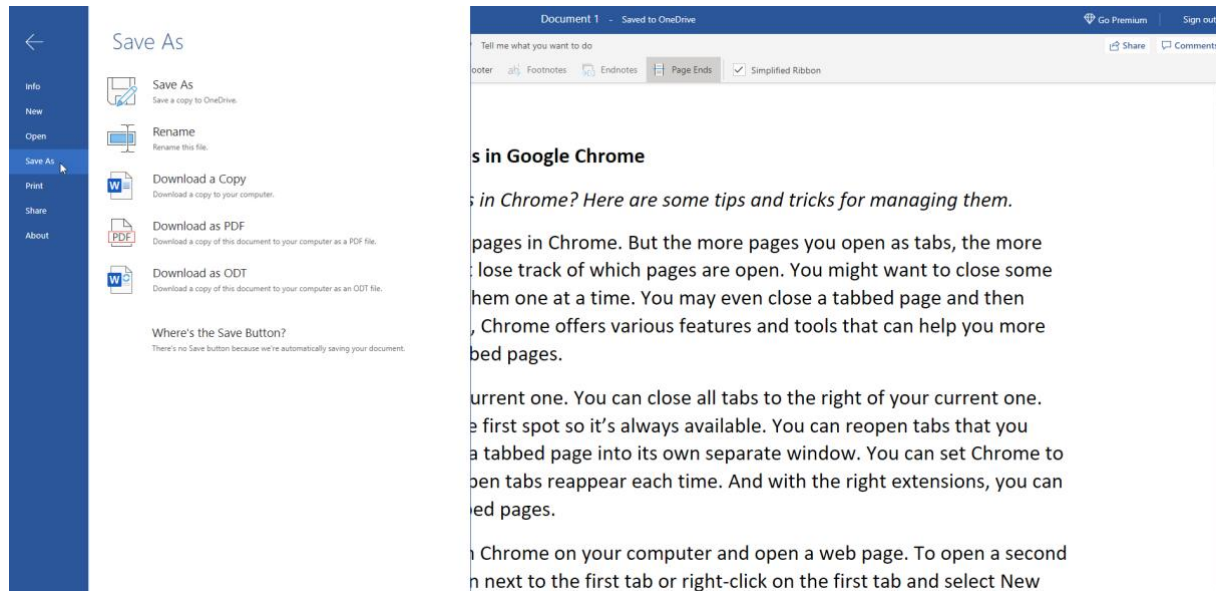 Save As
Info
New
Open
Save As
Print
Share
About
Save As
Save a copy to OneDrive.
Rename
Rename this file.
Download a Copy
Download a copy to your computer.
Download as PDF
Download a copy of this document to your computer as a PDF file.
Download as ODT
Download a copy of this document to your computer as an ODT file.
Where's the Save Button?
There's no Save button because we're automatically saving your document.
W
PDF
W
Document 1 - Saved to OneDrive
Go Premium
Sign out
Tell me what you want to do
Share
Comments
ooter
Footnotes
Endnotes
Page Ends
Simplified Ribbon
s in Google Chrome
s in Chrome? Here are some tips and tricks for managing them.
pages in Chrome. But the more pages you open as tabs, the more
lose track of which pages are open. You might want to close some
hem one at a time. You may even close a tabbed page and then
, Chrome offers various features and tools that can help you more
bed pages.
urrent one. You can close all tabs to the right of your current one.
e first spot so it's always available. You can reopen tabs that you
a tabbed page into its own separate window. You can set Chrome to
pen tabs reappear each time. And with the right extensions, you can
ed pages.
Chrome on your computer and open a web page. To open a second
n next to the first tab or right-click on the first tab and select New